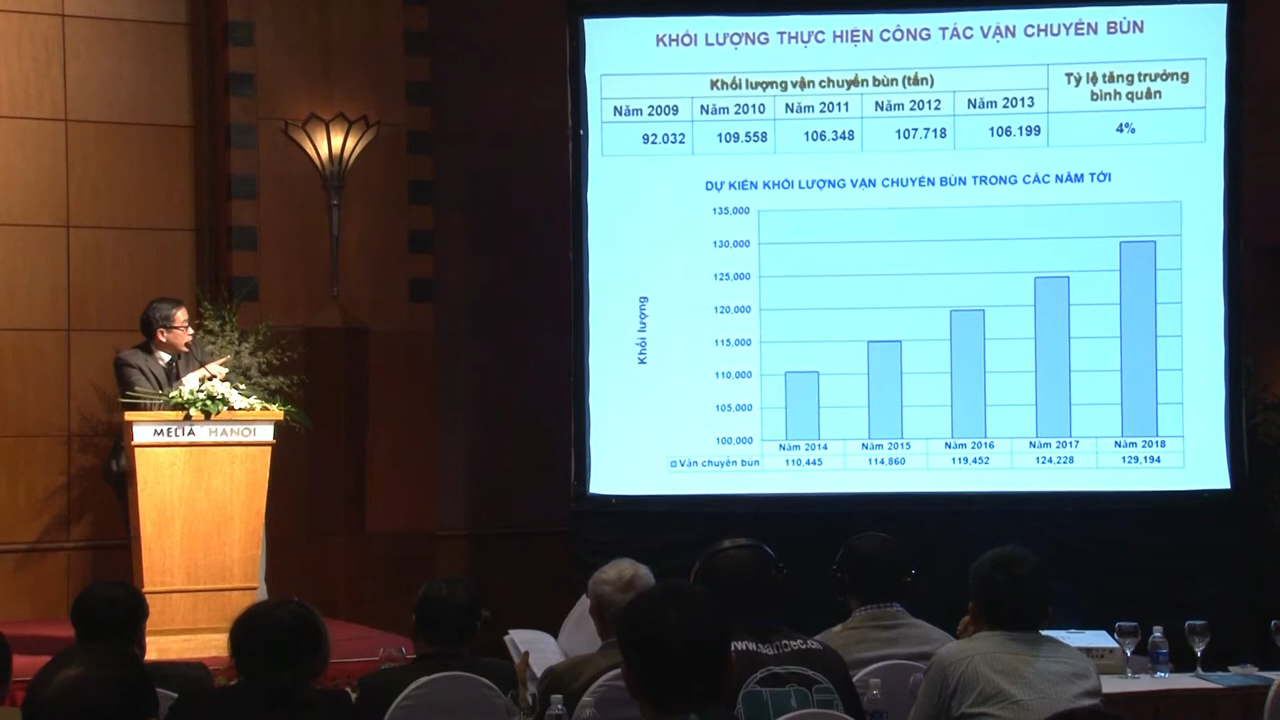 KHỐI LƯỢNG THỰC HIỆN CÔNG TÁC VẬN CHUYỂN BÙN
Khối lượng vận chuyển bùn (tấn)
Tỷ lệ tăng trưởng
bình quân
Năm 2009 Năm 2010 Năm 2011 Năm 2012 Năm 2013
92.032 109.558 106.348 107.718 106.199 4%
DỰ KIẾN KHỐI LƯỢNG VẬN CHUYỂN BÙN TRONG CÁC NĂM TỚI
Khối lượng
135,000
130,000
125,000
120,000
115,000
110,000
105,000
100,000
Năm 2014 Năm 2015 Năm 2016 Năm 2017 Năm 2018
Vận chuyển bùn 110,445 114,860 119,452 124,228 129,194
MELIÃ HANOI
www.sandec.ch